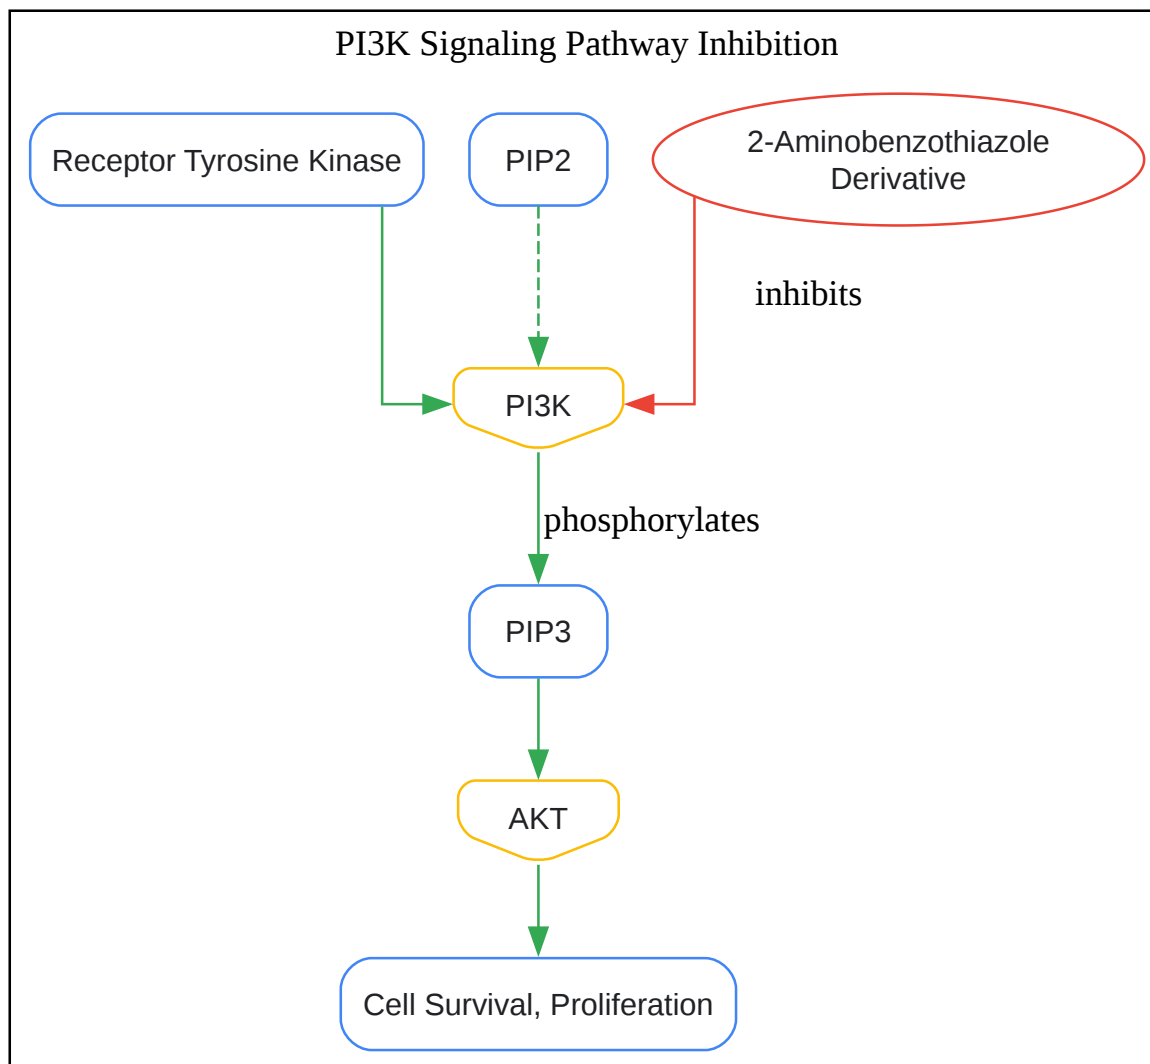 PI3K Signaling Pathway Inhibition
Receptor Tyrosine Kinase
PIP2
2-Aminobenzothiazole
Derivative
inhibits
PI3K
phosphorylates
PIP3
AKT
Cell Survival, Proliferation